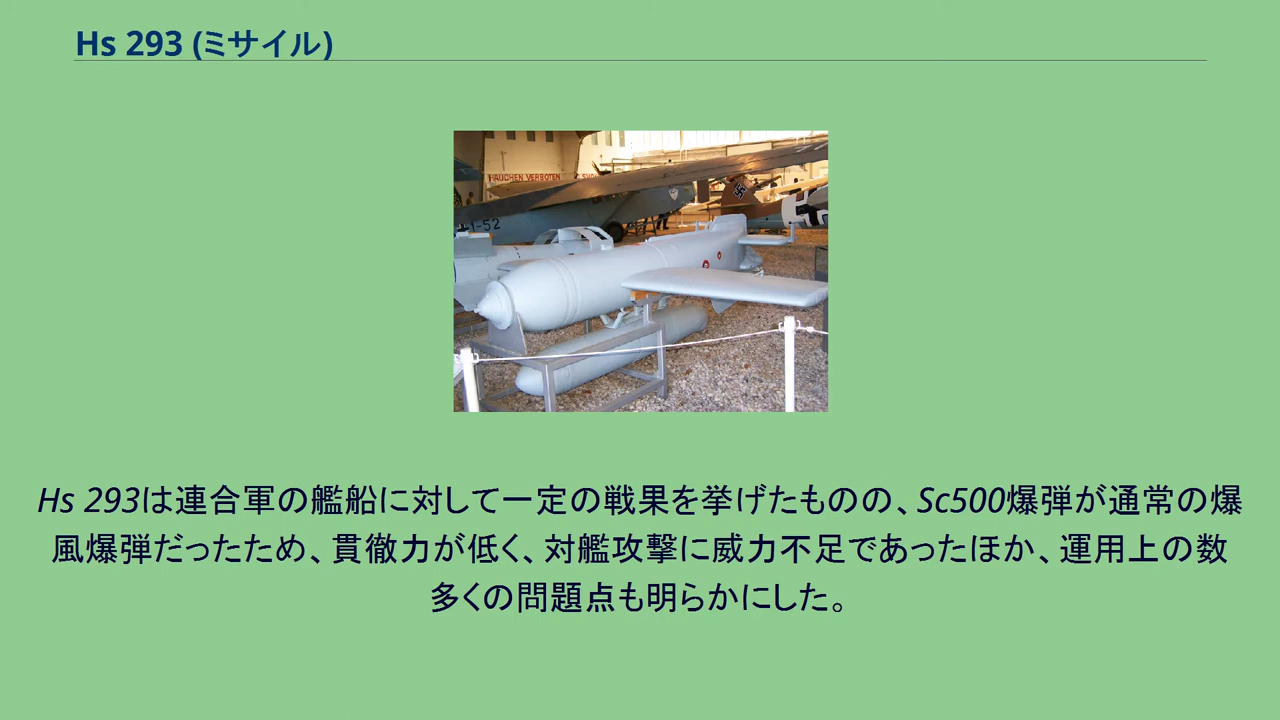 Hs 293 (ミサイル)
RAUCHEN VERBOTEN
1-52
Hs 293は連合軍の艦船に対して一定の戦果を挙げたものの、Sc500爆弾が通常の爆
風爆弾だったため、貫徹力が低く、対艦攻撃に威力不足であったほか、運用上の数
多くの問題点も明らかにした。